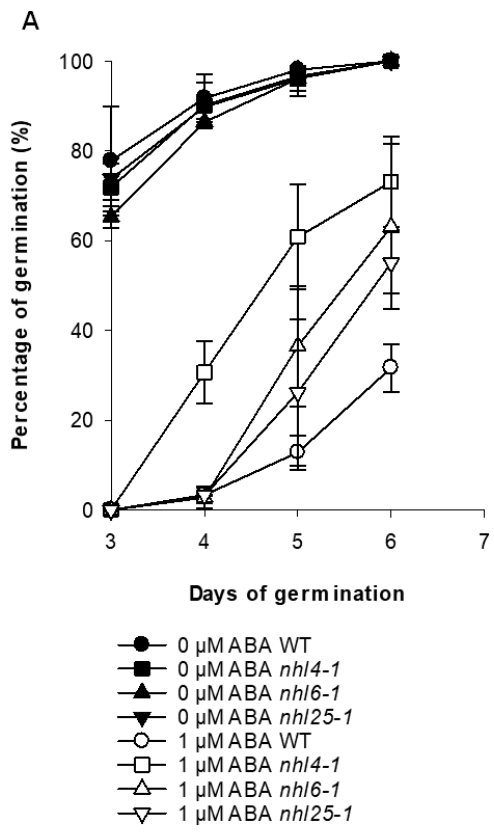 A
100
80
60
40
20
0
3 4 5 6 7
Percentage of germination (%)
Days of germination
0 µM ABA WT
0 µM ABA nhl4-1
0 µM ABA nhl6-1
0 µM ABA nhl25-1
1 µM ABA WT
1 µM ABA nhl4-1
1 µM ABA nhl6-1
1 µM ABA nhl25-1